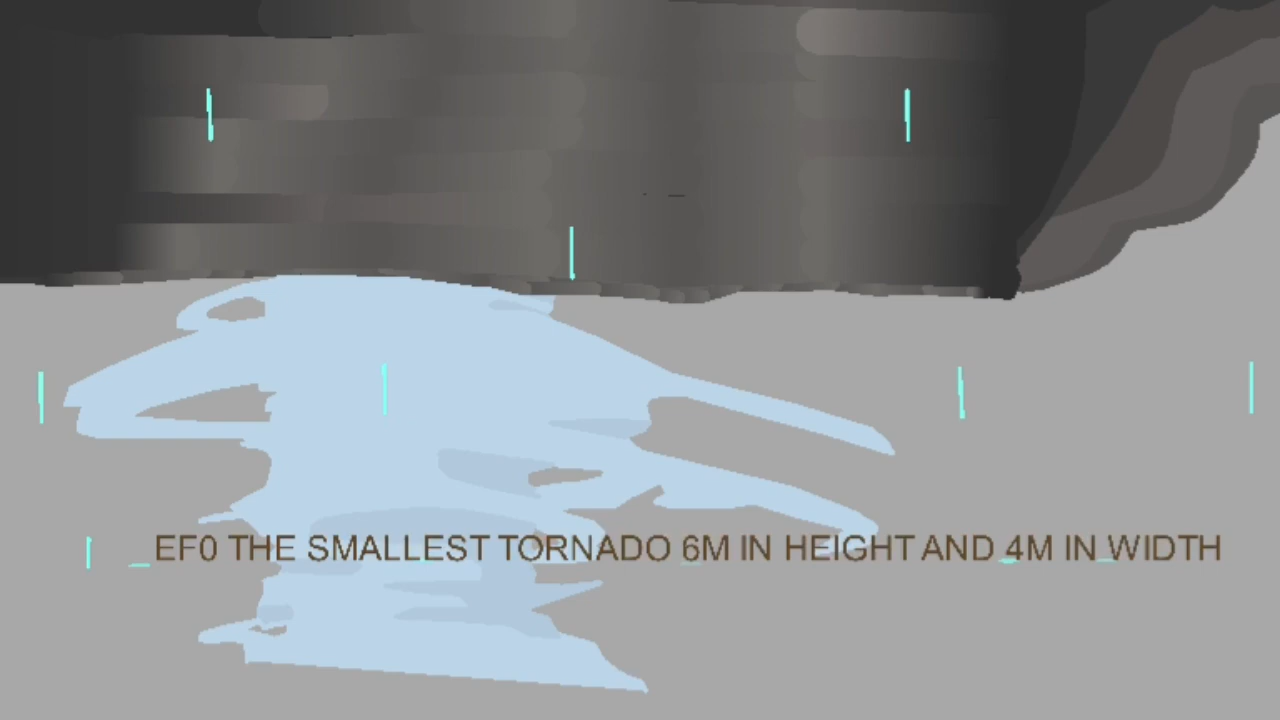 EF0 THE SMALLEST TORNADO 6M IN HEIGHT AND 4M IN WIDTH